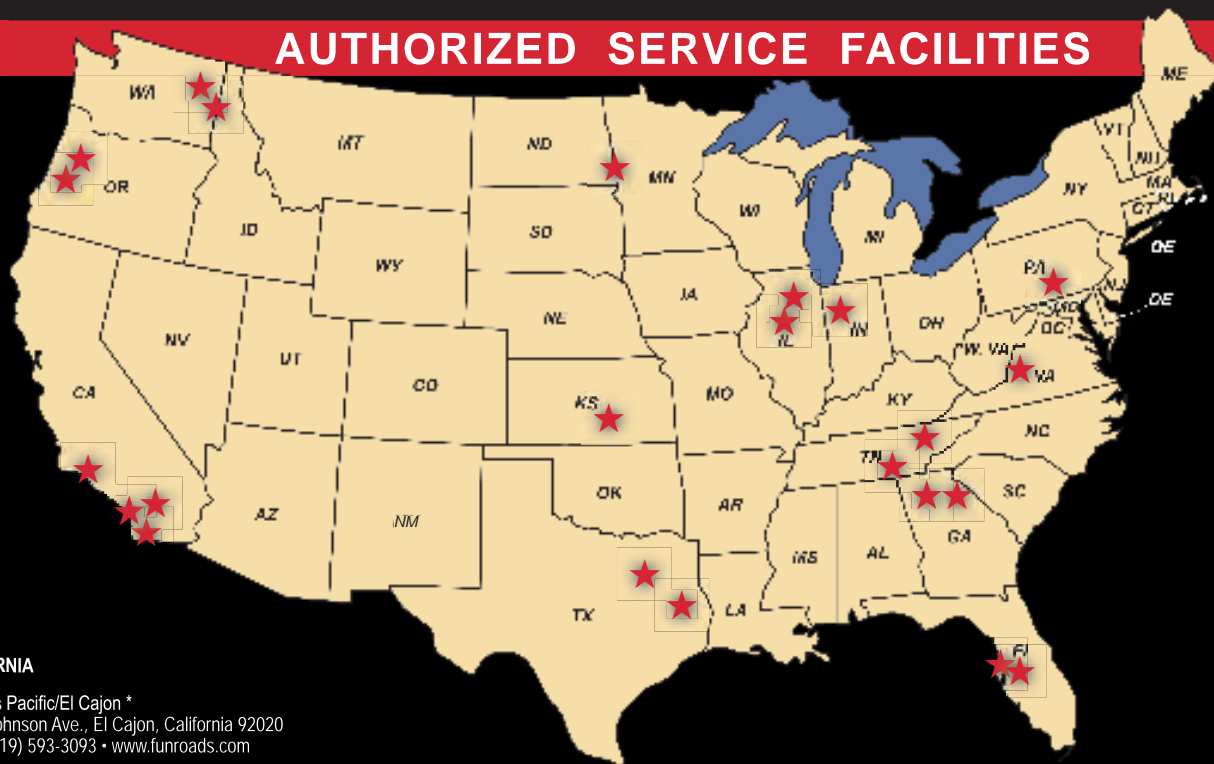 AUTHORIZED SERVICE FACILITIES
ME
WA
VT
MT
ND
NH
MN
MA
OR
NY
RI
CT
WI
ID
SD
MI
DE
WY
PA
IA
NJ
DE
MD
NE
OH
IN
DC
NV
IL
W. VA
UT
VA
CO
CA
MO
KY
KS
NC
TN
OK
SC
AR
AZ
NM
GA
MS
AL
TX
LA
FL
RNIA
s Pacific/El Cajon *
ohnson Ave., El Cajon, California 92020
19) 593-3093 • www.funroads.com